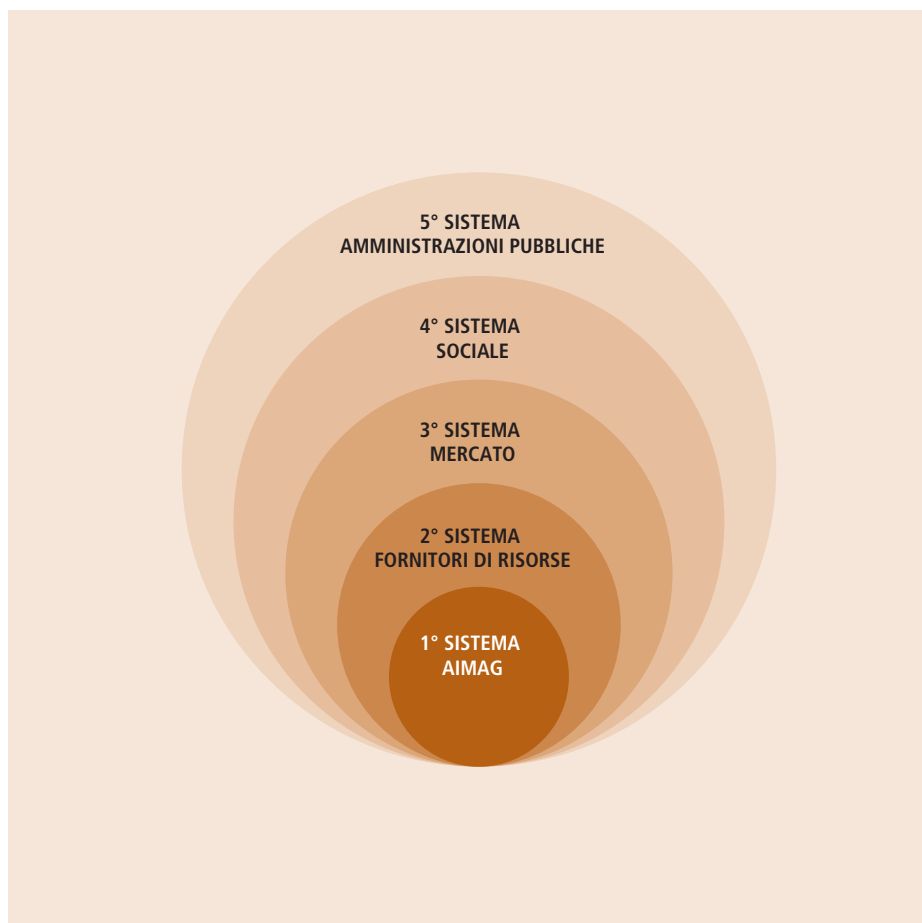 5° SISTEMA
AMMINISTRAZIONI PUBBLICHE
4° SISTEMA
SOCIALE
3° SISTEMA
MERCATO
2° SISTEMA
FORNITORI DI RISORSE
1° SISTEMA
AIMAG